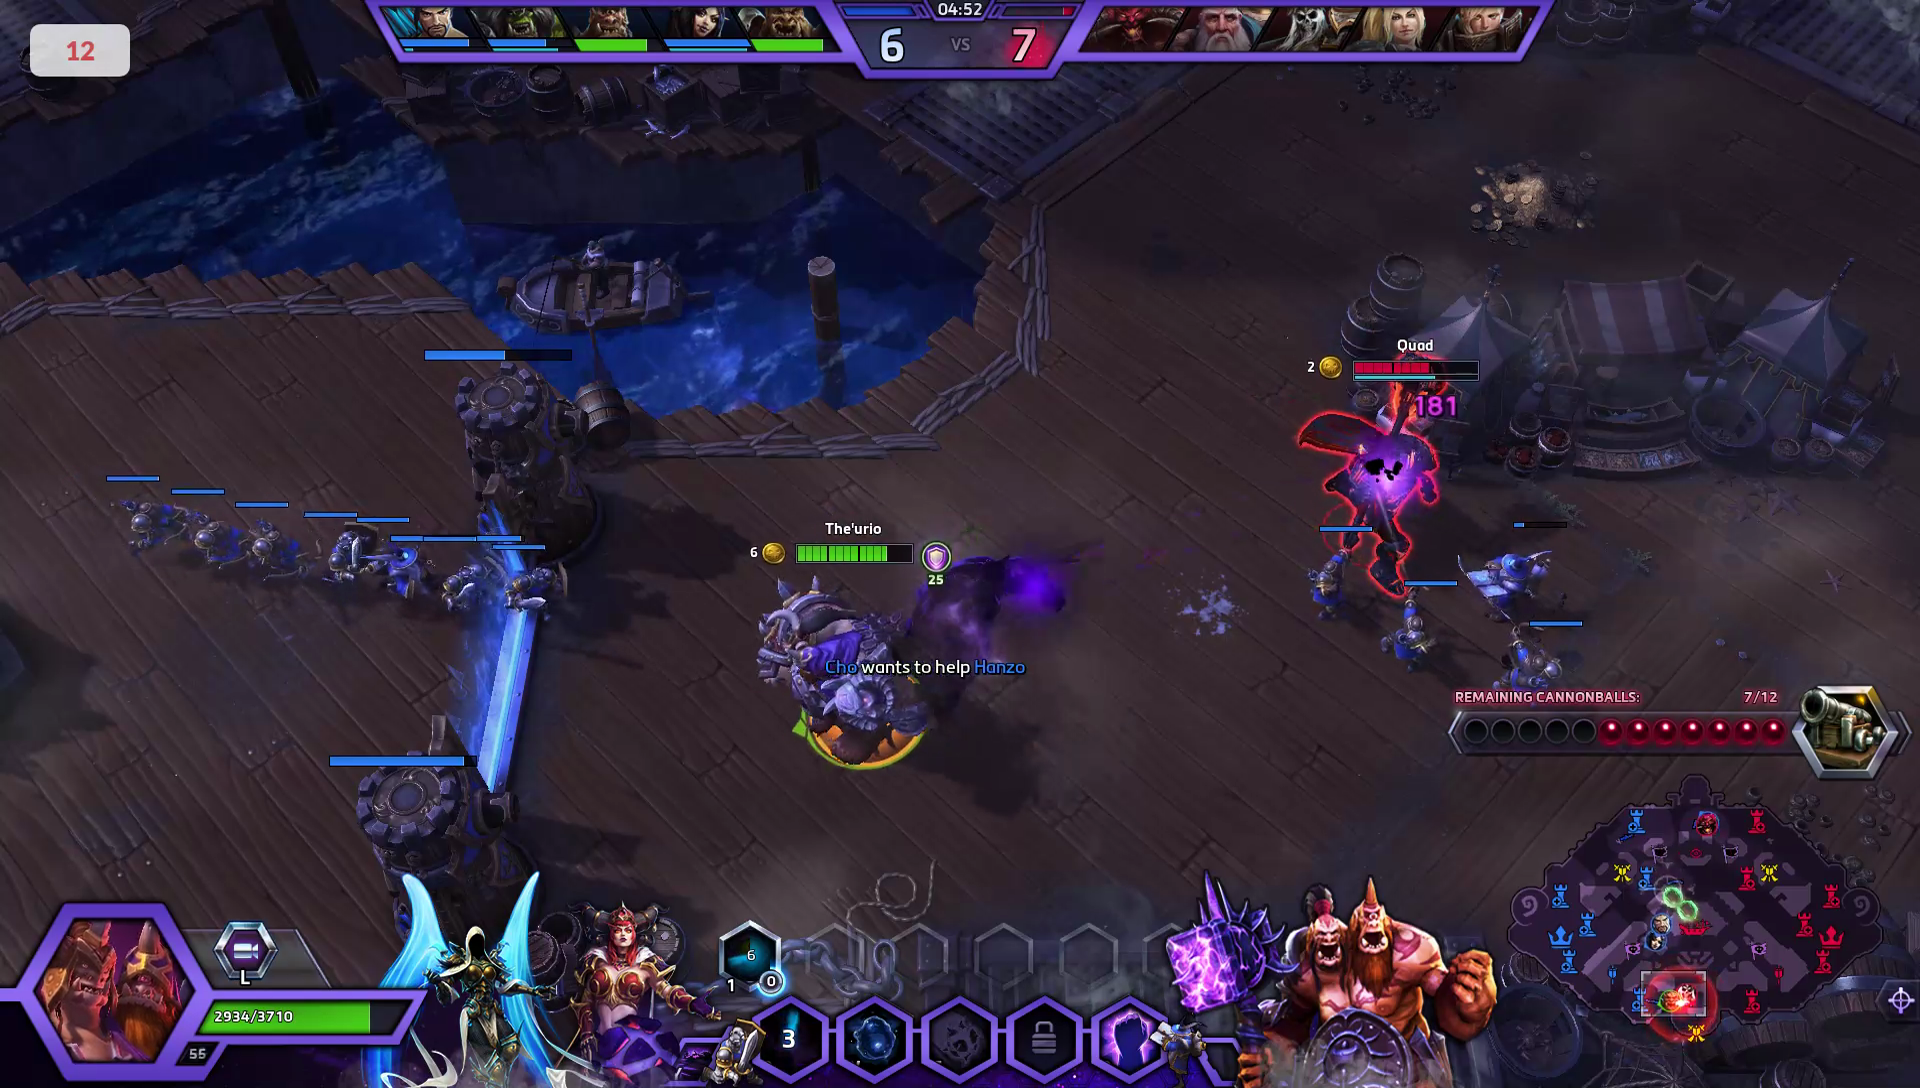 12
04:52
6 VS 7
Quad
2
181
The'urio
6
25
Cho wants to help Hanzo
REMAINING CANNONBALLS: 7/12
L
2934/3710
55
6
1 0
3